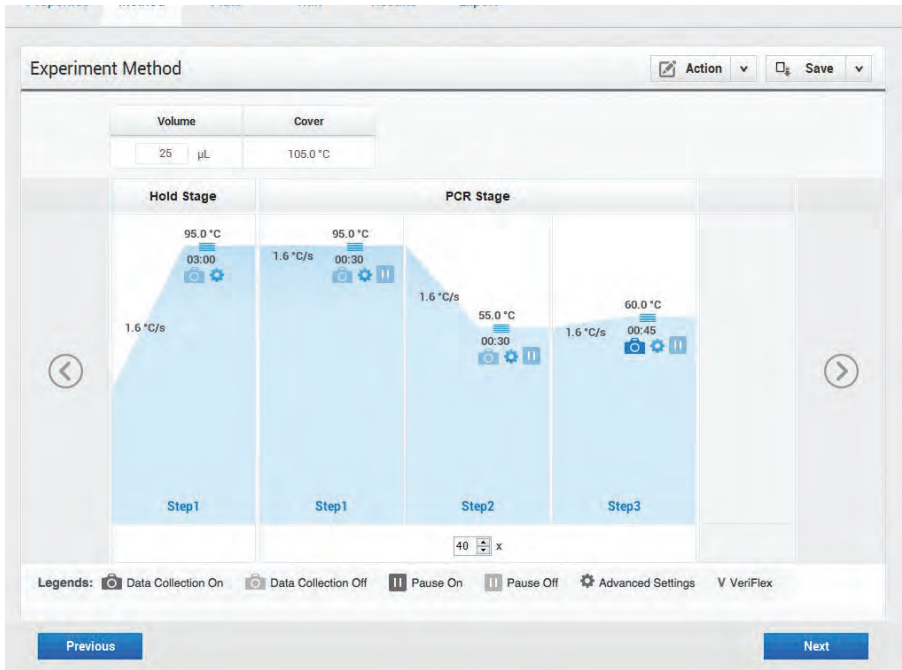 Experiment Method
Action
Save
Volume Cover
25 µL 105.0 °C
Hold Stage PCR Stage
95.0 °C
03:00
1.6 °C/s
Step1
95.0 °C
1.6 °C/s 00:30
Step1
1.6 °C/s
55.0 °C
00:30
Step2
60.0 °C
1.6 °C/s 00:45
Step3
40 x
Legends: Data Collection On Data Collection Off Pause On Pause Off Advanced Settings V VeriFlex
Previous Next